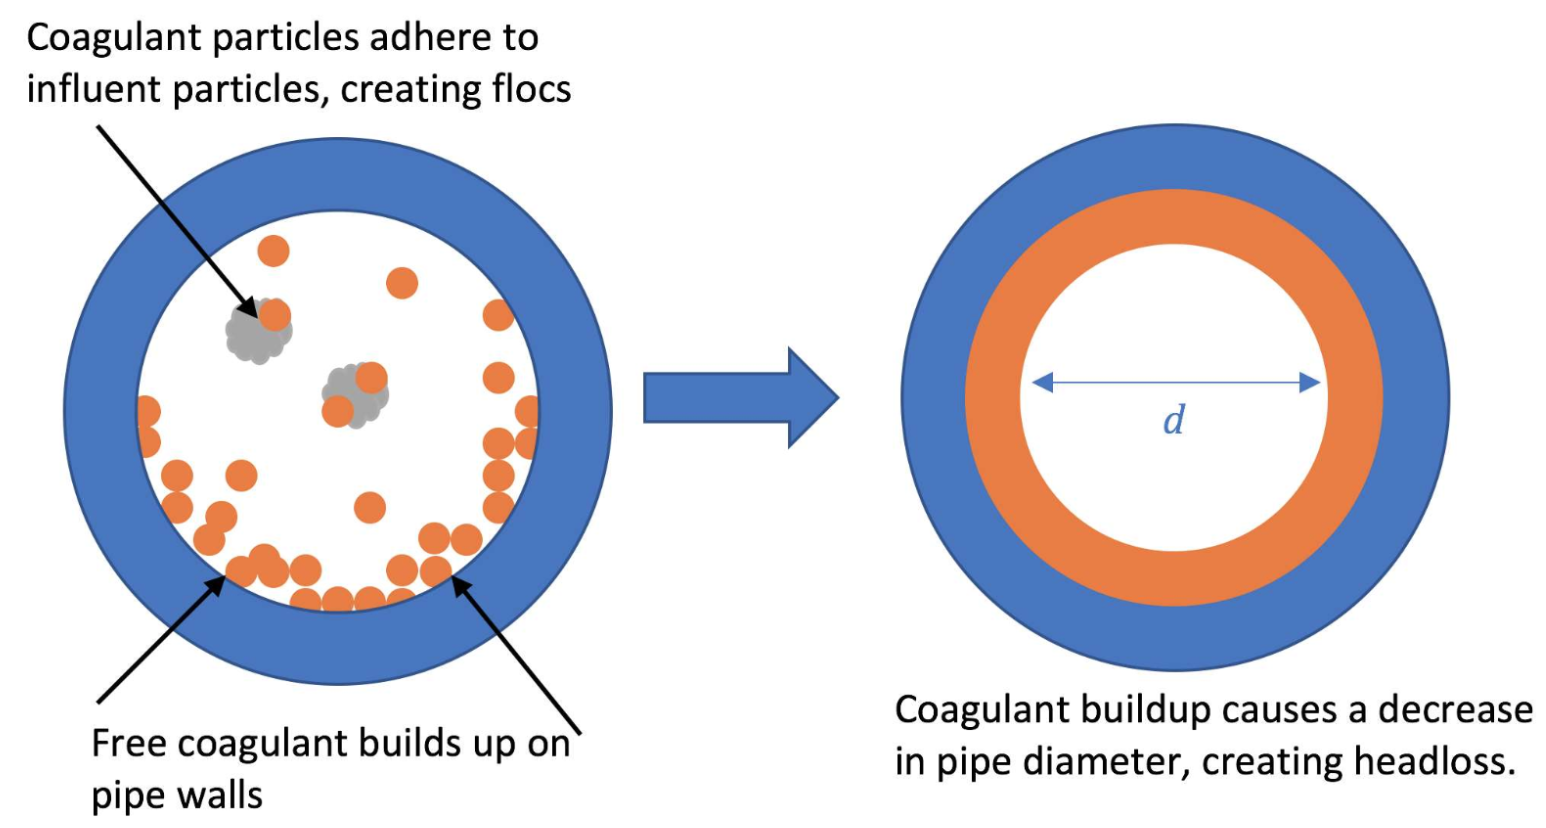 Coagulant particles adhere to
influent particles, creating flocs
d
Free coagulant builds up on
pipe walls
Coagulant buildup causes a decrease
in pipe diameter, creating headloss.